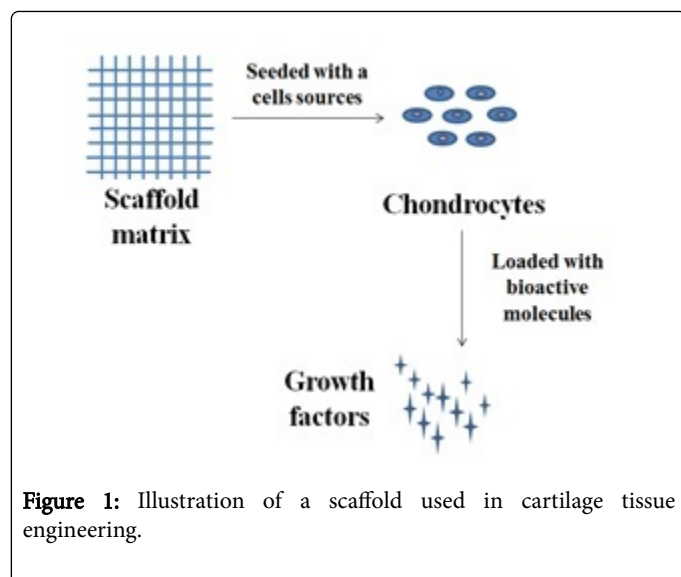 Seeded with a
cells sources
Scaffold
matrix
Chondrocytes
Loaded with
bioactive
molecules
Growth
factors
Figure 1: Illustration of a scaffold used in cartilage tissue
engineering.